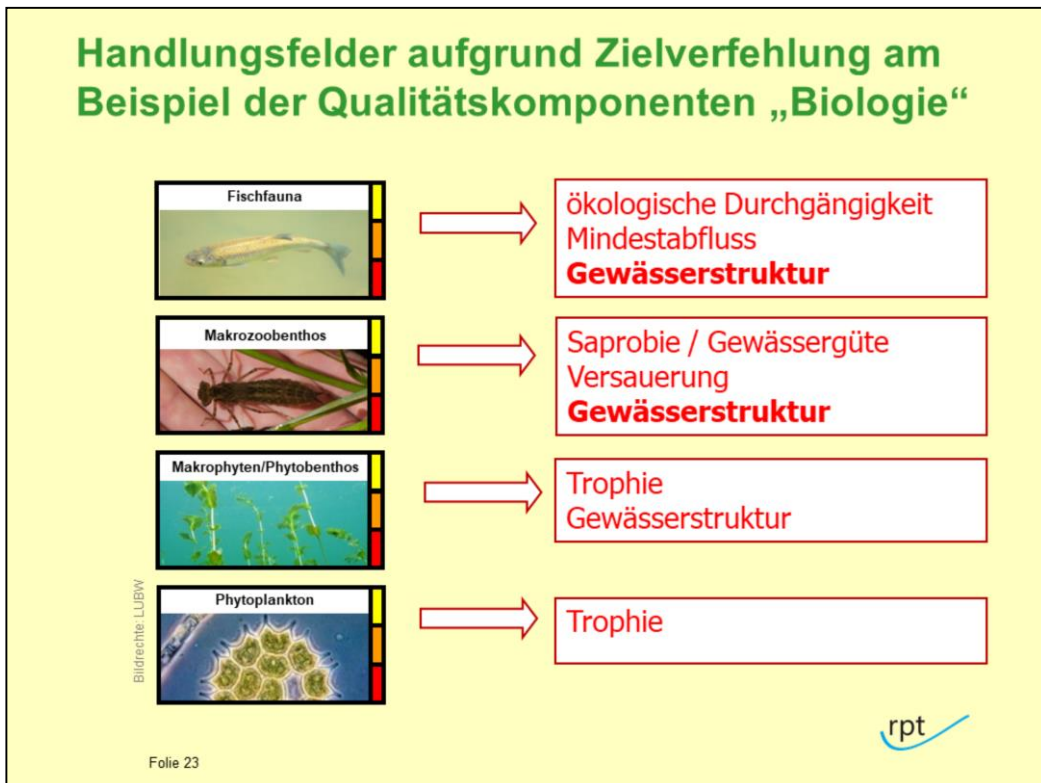 Handlungsfelder aufgrund Zielverfehlung am
Beispiel der Qualitätskomponenten „Biologie“
Fischfauna
ökologische Durchgängigkeit
Mindestabfluss
Gewässerstruktur
Makrozoobenthos
Saprobie / Gewässergüte
Versauerung
Gewässerstruktur
Makrophyten/Phytobenthos
Trophie
Gewässerstruktur
Phytoplankton
Trophie
Bildrechte: LUBW
rpt
Folie 23